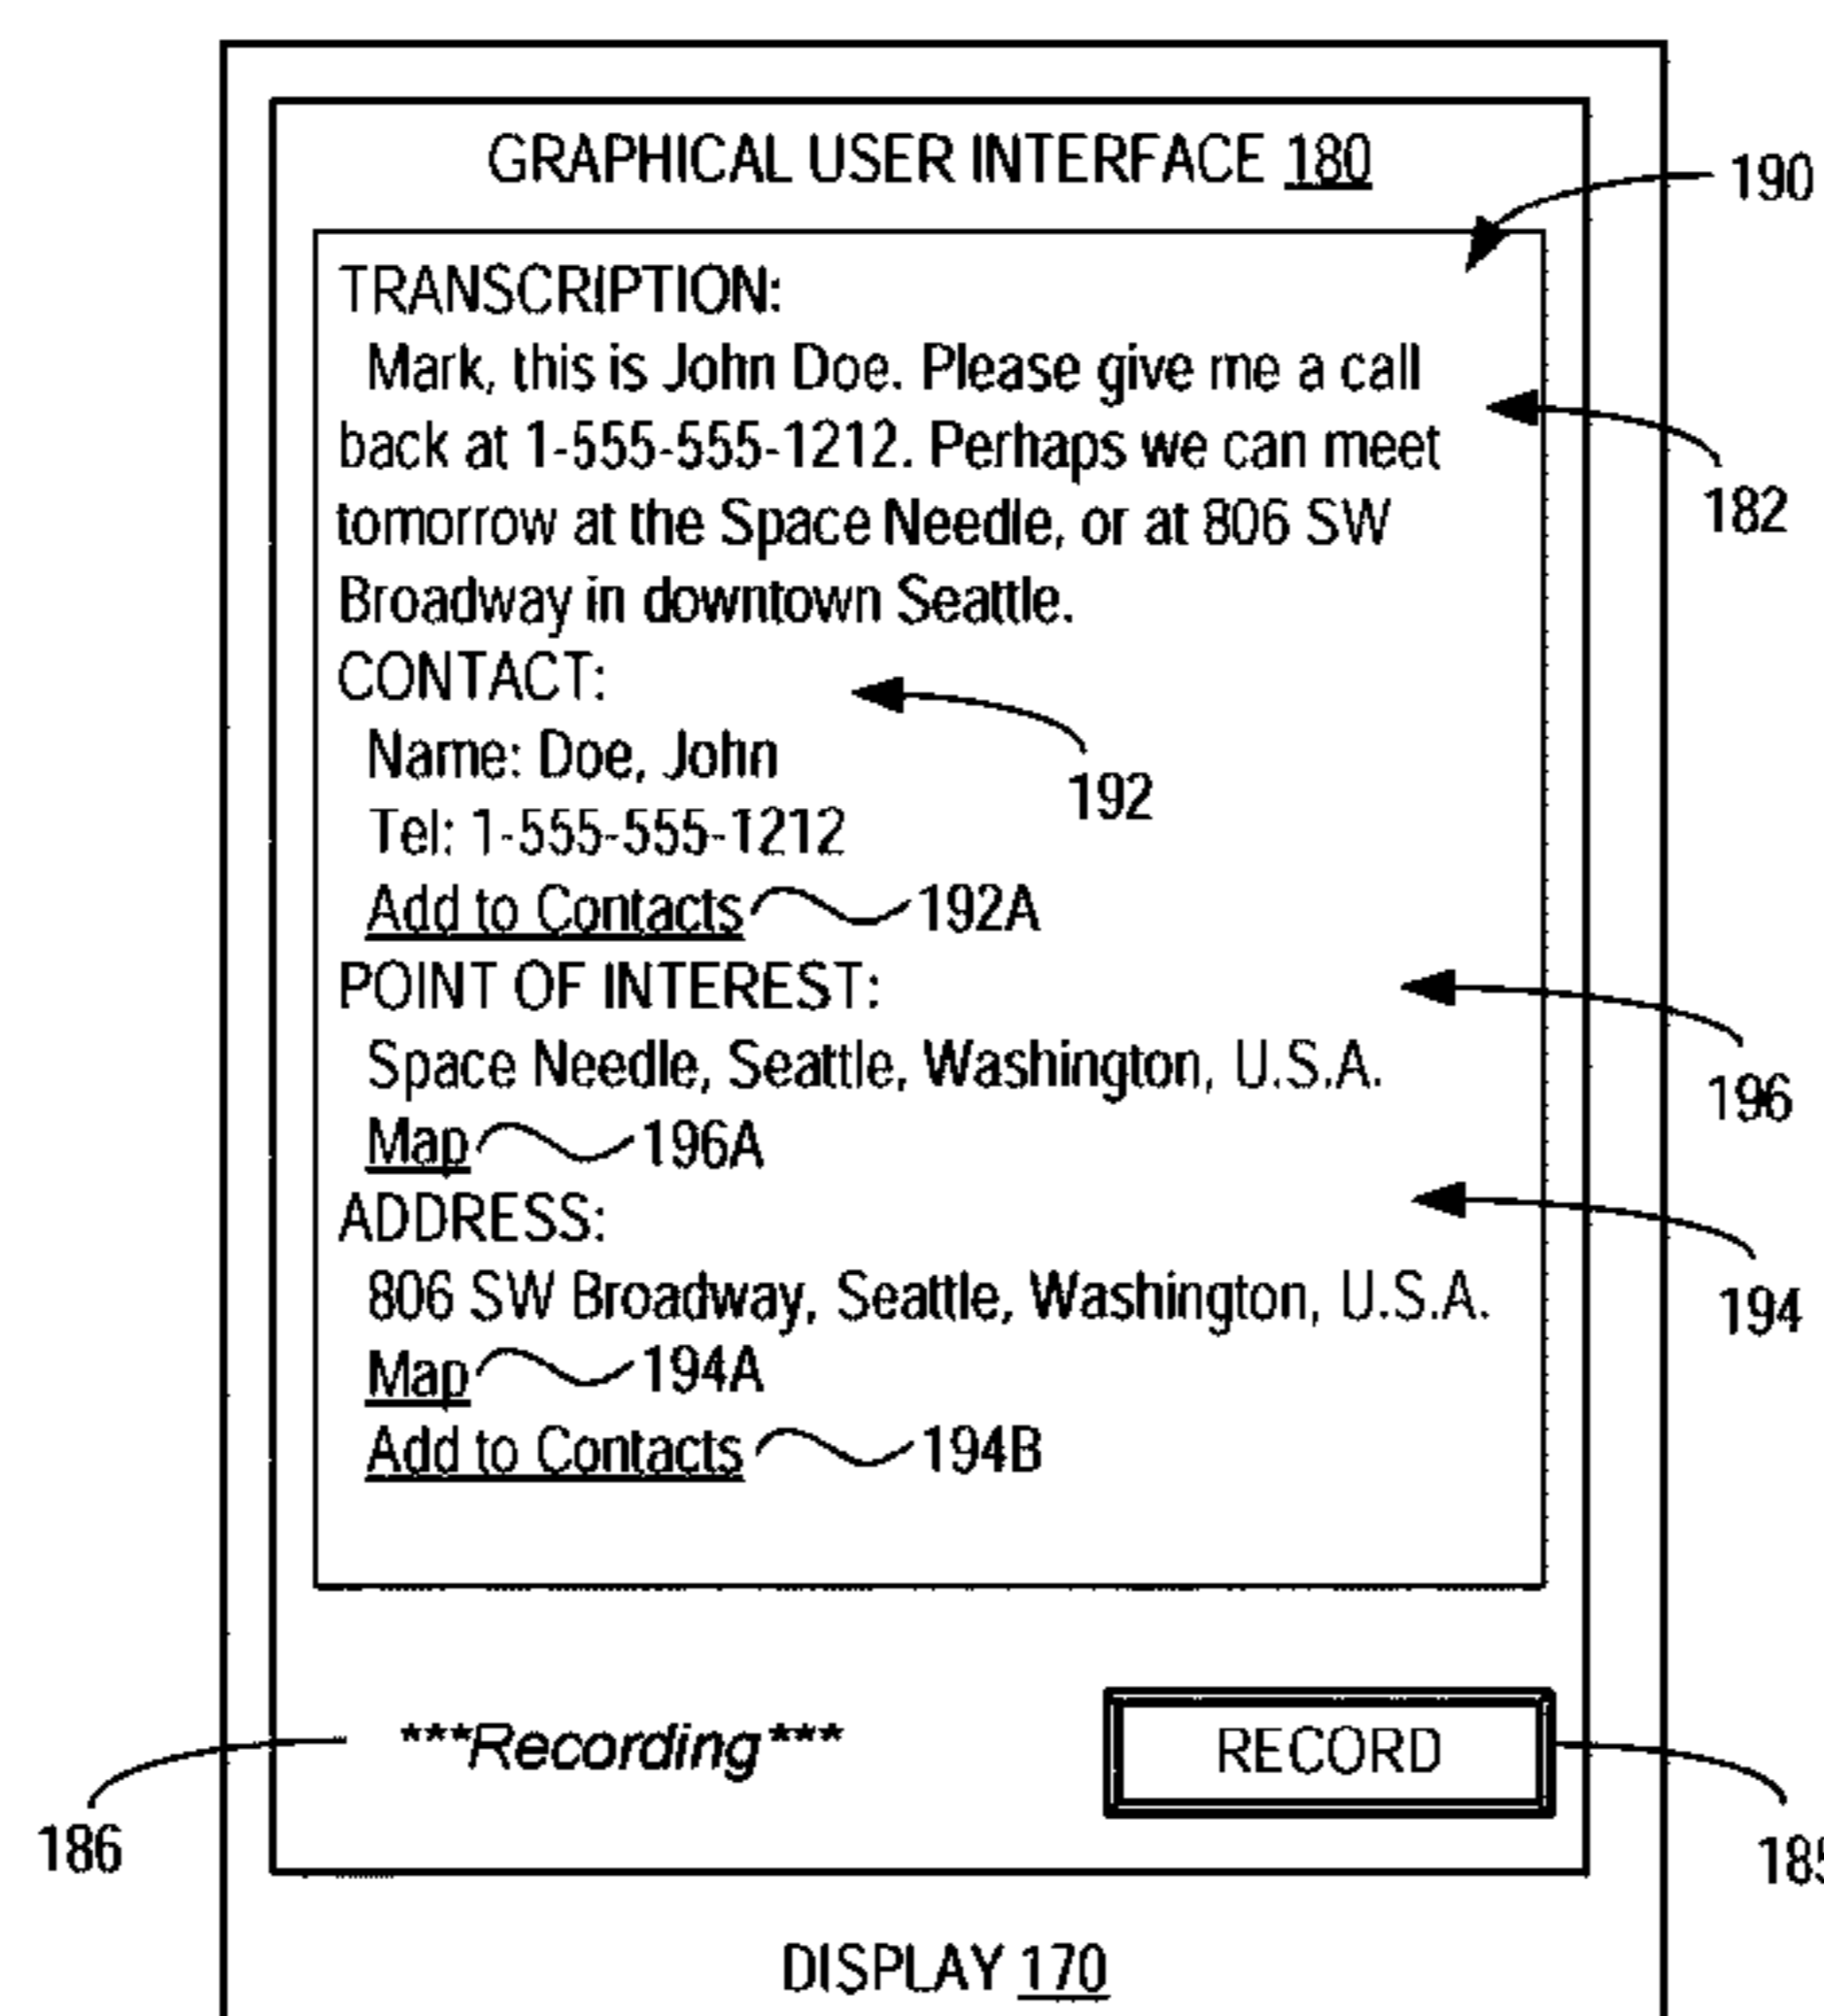 GRAPHICAL USER INTERFACE 180
190
TRANSCRIPTION:
Mark, this is John Doe. Please give me a call
back at 1-555-555-1212. Perhaps we can meet
182
tomorrow at the Space Needle, or at 806 SW
Broadway in downtown Seattle.
CONTACT:
Name: Doe, John
192
Tel: 1-555-555-1212
Add to Contacts 192A
POINT OF INTEREST:
Space Needle, Seattle, Washington, U.S.A.
196
Map 196A
ADDRESS:
806 SW Broadway, Seattle, Washington, U.S.A.
194
Map 194A
Add to Contacts 194B
***Recording*** RECORD
186
185
DISPLAY 170